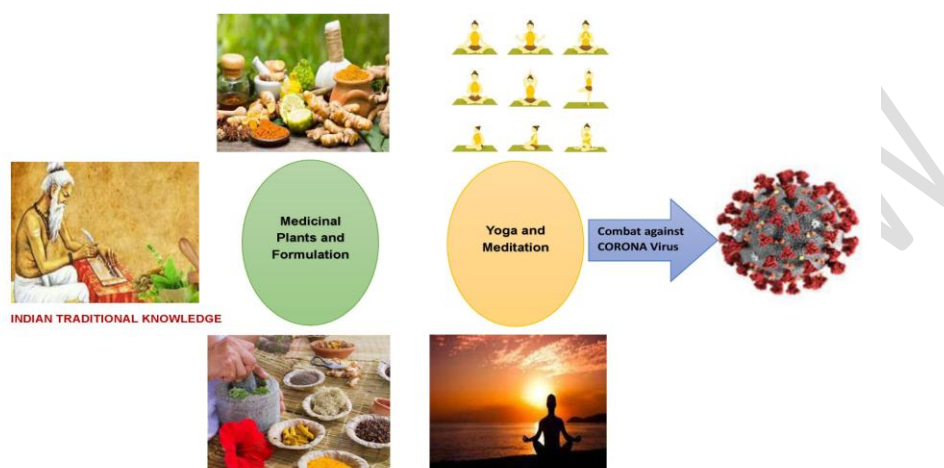 Medicinal
Plants and
Formulation
Yoga and
Meditation
Combat against
CORONA Virus
INDIAN TRADITIONAL KNOWLEDGE